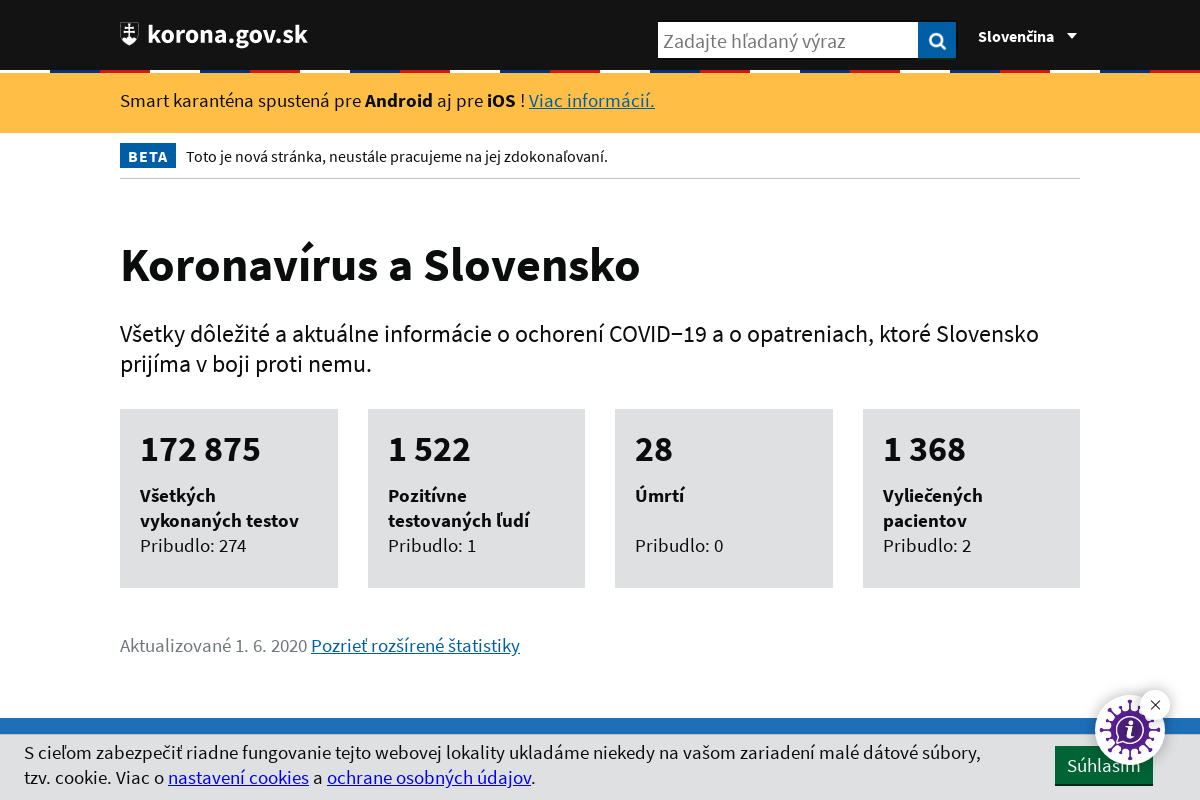 korona.gov.sk
Zadajte hľadaný výraz
Slovenčina
Smart karanténa spustená pre Android aj pre iOS ! Viac informácií.
BETA Toto je nová stránka, neustále pracujeme na jej zdokonaľovaní.
Koronavírus a Slovensko
Všetky dôležité a aktuálne informácie o ochorení COVID−19 a o opatreniach, ktoré Slovensko
prijíma v boji proti nemu.
172 875
Všetkých
vykonaných testov
Pribudlo: 274
1 522
Pozitívne
testovaných ľudí
Pribudlo: 1
28
Úmrtí
Pribudlo: 0
1 368
Vyliečených
pacientov
Pribudlo: 2
Aktualizované 1. 6. 2020 Pozrieť rozšírené štatistiky
S cieľom zabezpečiť riadne fungovanie tejto webovej lokality ukladáme niekedy na vašom zariadení malé dátové súbory,
tzv. cookie. Viac o nastavení cookies a ochrane osobných údajov.
Súhlasím